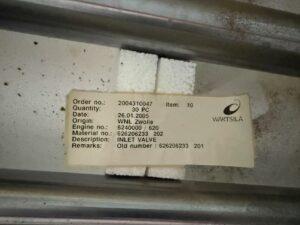 Order no.: 2004310047 Item: 10
Quantity: 30 PC
Date: 26.01.2005
Origin: WNL Zwolle
Engine no.: 6240000 / 620
Material no.: 626206233 202
Description: INLET VALVE
Remarks: Old number : 626206233 201
WÄRTSILÄ